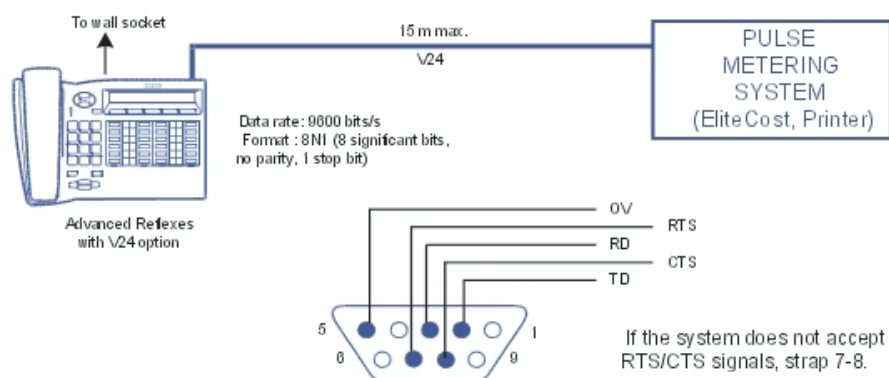 To wall socket
15 m max.
V24
PULSE
METERING
SYSTEM
(Elite Cost, Printer)
Data rate: 9600 bits/s
Format : 8N1 (8 significant bits,
no parity, 1 stop bit)
Advanced Reflexes
with V24 option
0V
RTS
RD
CTS
TD
5
1
6
9
If the system does not accept
RTS/CTS signals, strap 7-8.